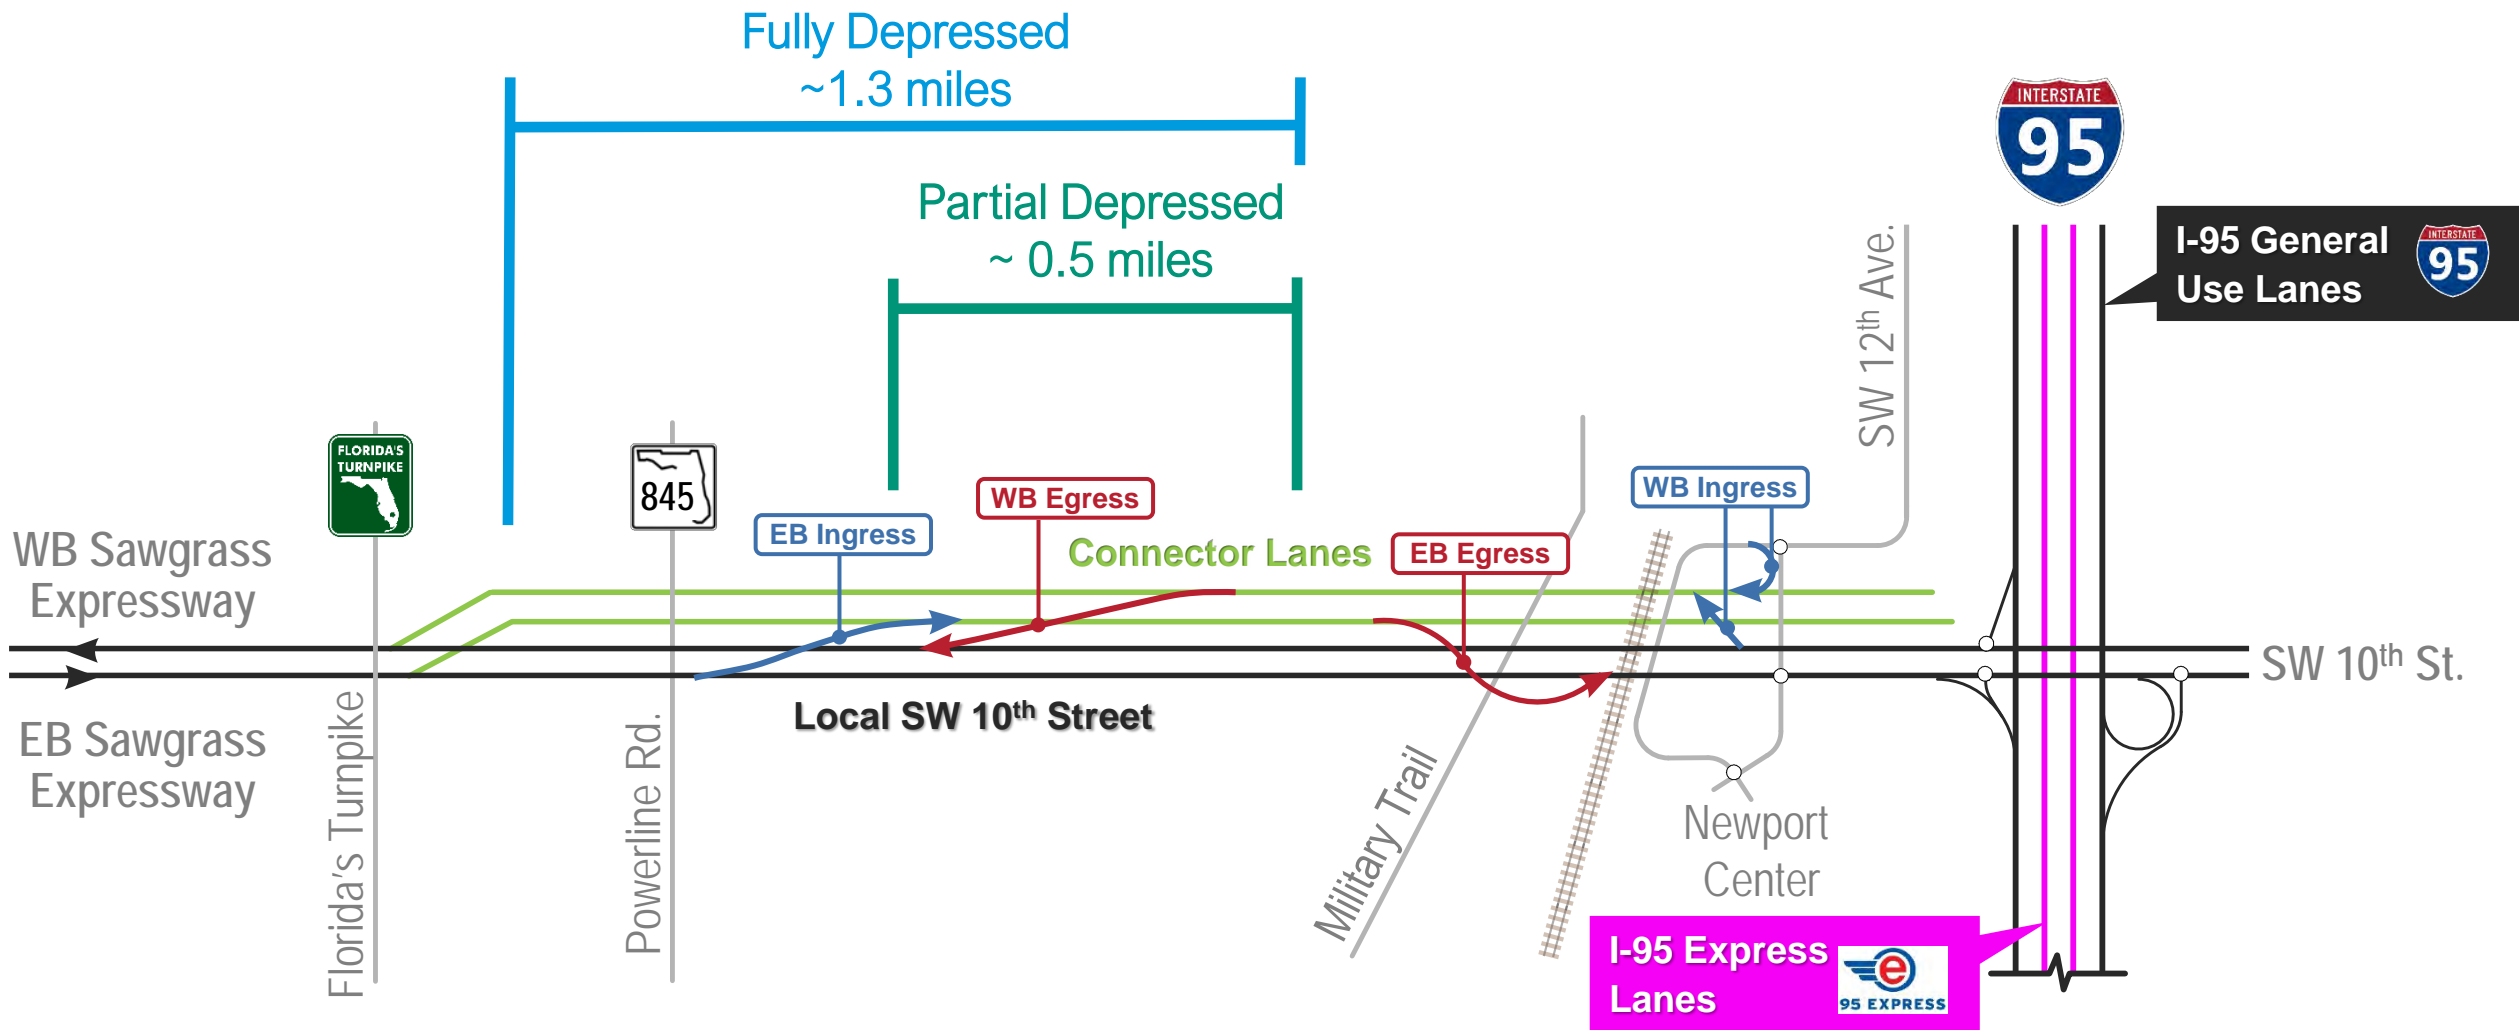 Fully Depressed
~1.3 miles
Partial Depressed
~ 0.5 miles
INTERSTATE
95
I-95 General
Use Lanes
INTERSTATE
95
SW 12th Ave.
FLORIDA'S
TURNPIKE
845
WB Egress
WB Ingress
EB Ingress
Connector Lanes
EB Egress
WB Sawgrass
Expressway
SW 10th St.
Local SW 10th Street
EB Sawgrass
Expressway
Florida's Turnpike
Powerline Rd.
Military Trail
Newport
Center
I-95 Express
Lanes
e
95 EXPRESS